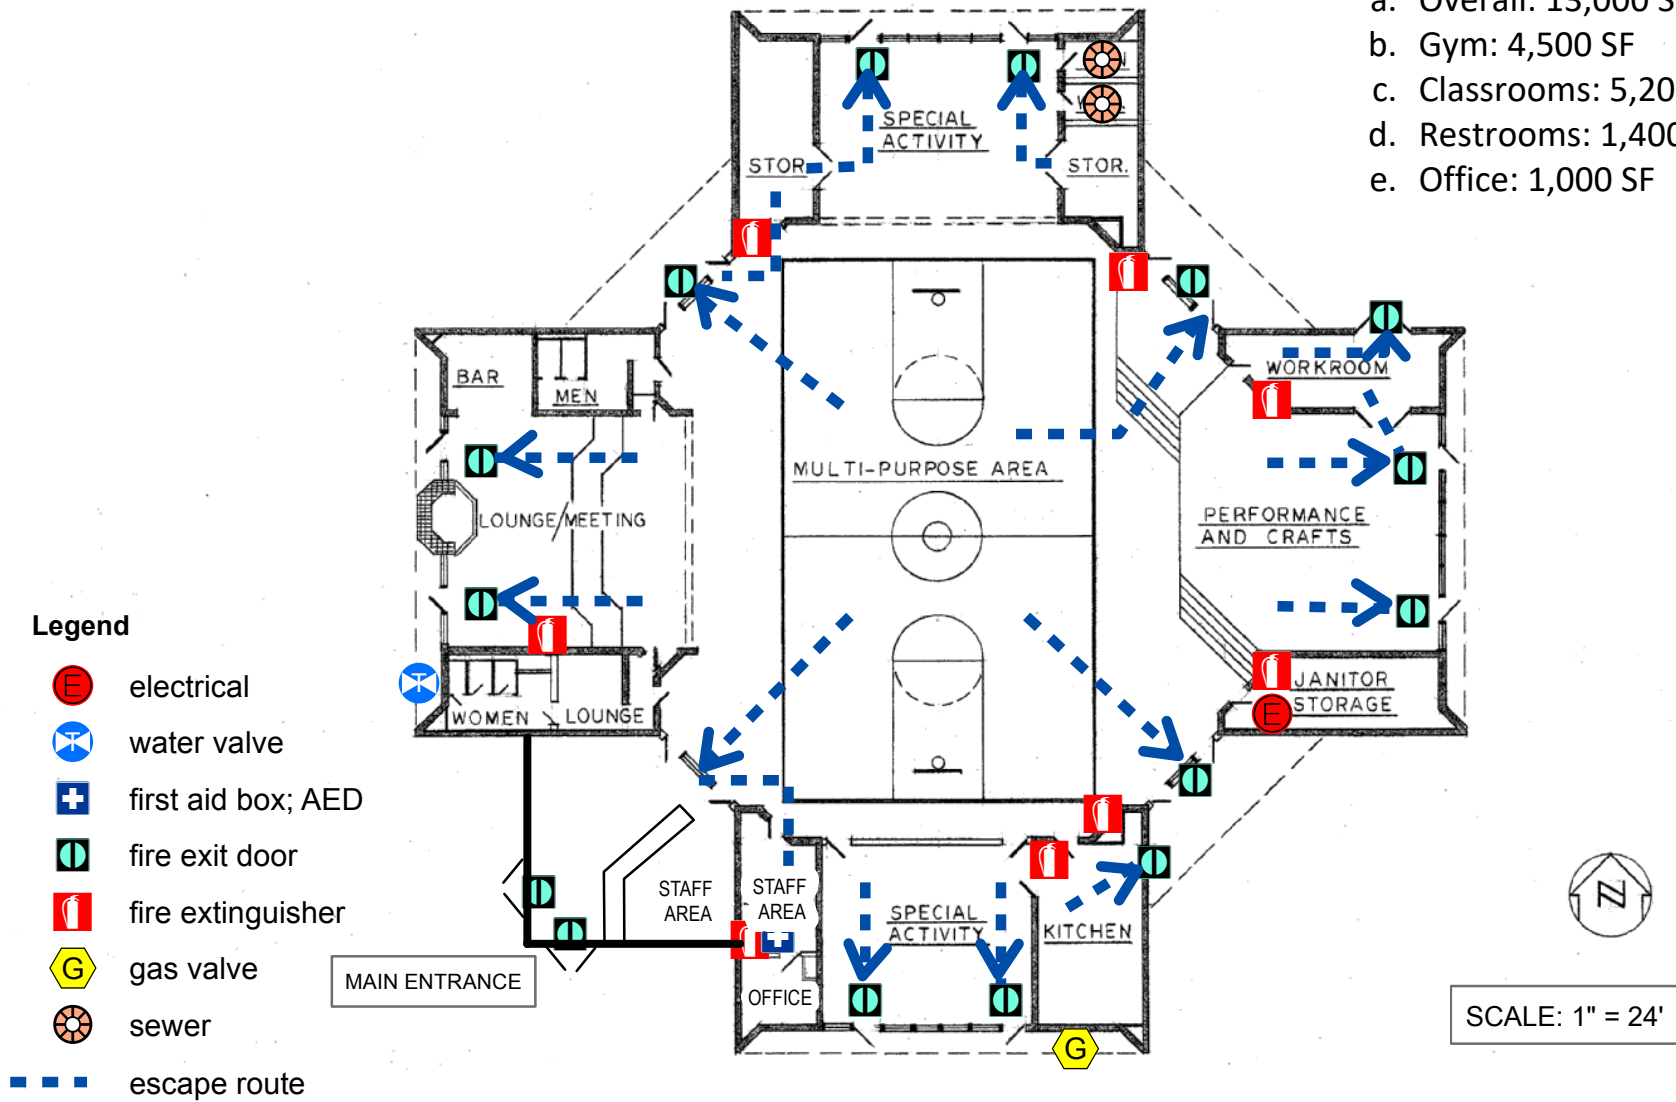 a. Overall: 13,000 S
b. Gym: 4,500 SF
c. Classrooms: 5,20
d. Restrooms: 1,400
e. Office: 1,000 SF
SPECIAL
ACTIVITY
STOR.
STOR.
BAR
MEN
WORKROOM
MULTI-PURPOSE AREA
LOUNGE/MEETING
PERFORMANCE
AND CRAFTS
JANITOR
STORAGE
E
WOMEN
LOUNGE
STAFF
AREA
STAFF
AREA
SPECIAL
ACTIVITY
KITCHEN
OFFICE
MAIN ENTRANCE
G
N
SCALE: 1" = 24'
Legend
E electrical
water valve
first aid box; AED
fire exit door
fire extinguisher
G gas valve
sewer
escape route